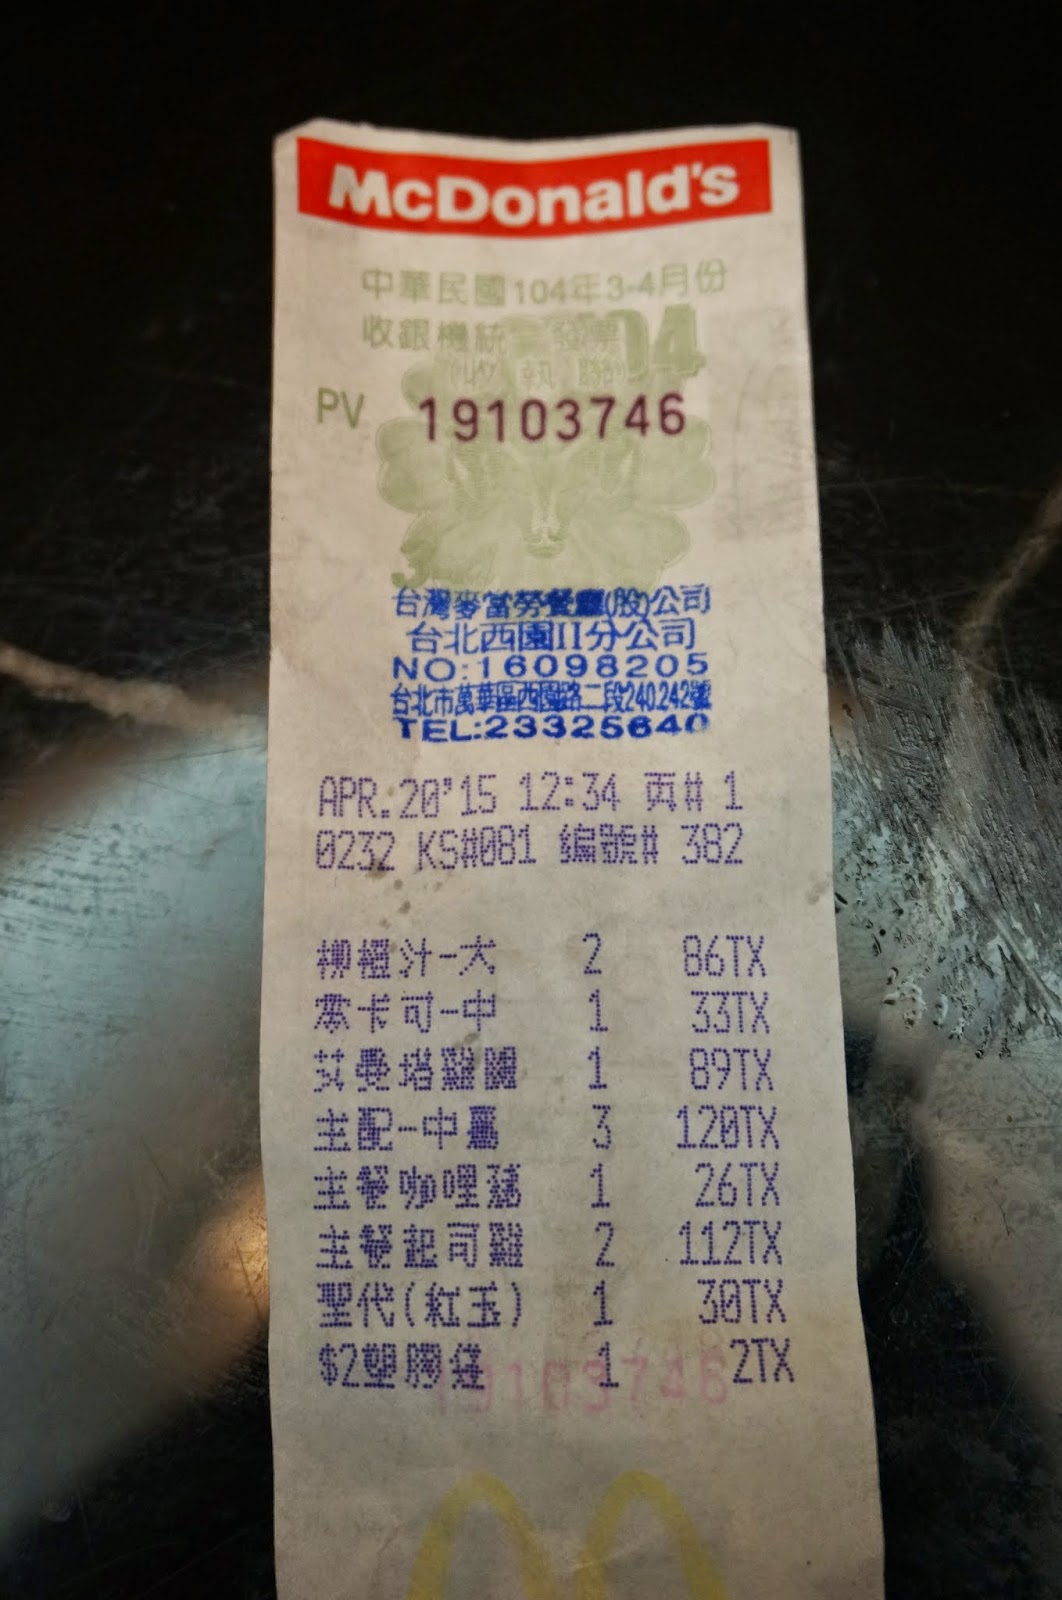 McDonald's
中華民國104年3-4月份
收銀機統一發票
收執聯
PV 19103746
台灣麥當勞餐廳(股)公司
台北西園II分公司
NO:16098205
台北市萬華區西園路二段240.242號
TEL:23325640
APR.20'15 12:34 丙# 1
0232 KS#081 編號# 382
柳橙汁-大 2 86TX
零卡可-中 1 33TX
艾曼塔雞腿 1 89TX
主配-中薯 3 120TX
主餐咖哩 1 26TX
主餐起司雞 2 112TX
聖代(紅玉) 1 30TX
$2塑膠袋 1 2TX
19103746